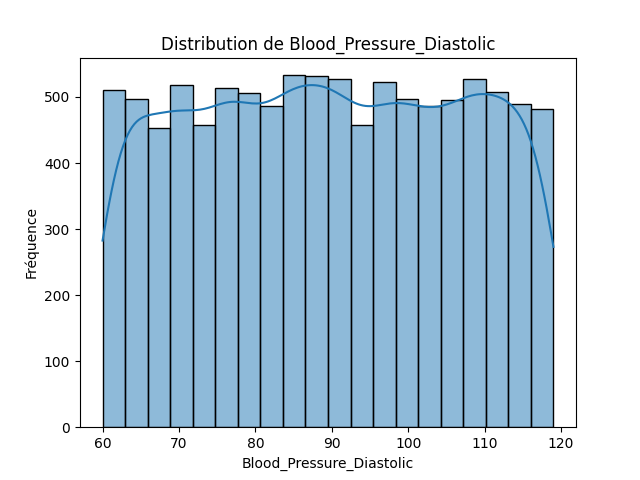 Distribution de Blood_Pressure_Diastolic
Fréquence
500
400
300
200
100
0
60 70 80 90 100 110 120
Blood_Pressure_Diastolic